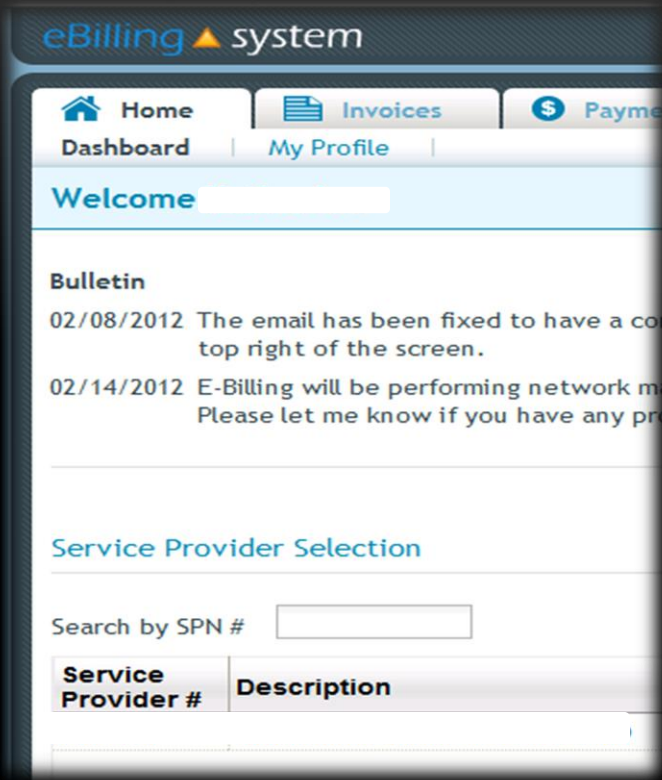 eBilling system
Home Invoices
Dashboard My Profile
Welcome
Bulletin
02/08/2012 The email has been fixed to have a
top right of the screen.
02/14/2012 E-Billing will be performing network
Please let me know if you have any
Service Provider Selection
Search by SPN #
Service
Provider # Description